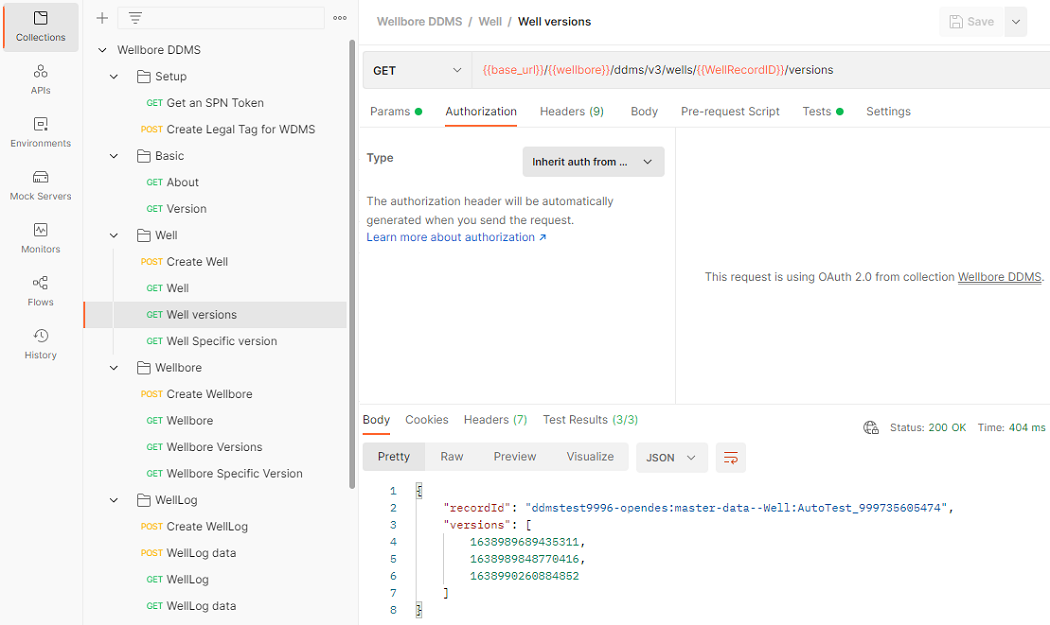 Collections
APIs
Environments
Mock Servers
Monitors
Flows
History
Wellbore DDMS
Setup
GET Get an SPN Token
POST Create Legal Tag for WDMS
Basic
GET About
GET Version
Well
POST Create Well
GET Well
GET Well versions
GET Well Specific version
Wellbore
POST Create Wellbore
GET Wellbore
GET Wellbore Versions
GET Wellbore Specific Version
WellLog
POST Create WellLog
POST WellLog data
GET WellLog
GET WellLog data
Wellbore DDMS / Well / Well versions
Save
GET {{base_url}}/{{wellbore}}/ddms/v3/wells/{{WellRecordID}}/versions
Params Authorization Headers (9) Body Pre-request Script Tests Settings
Type Inherit auth from ...
The authorization header will be automatically
generated when you send the request.
Learn more about authorization ↗
This request is using OAuth 2.0 from collection Wellbore DDMS.
Body Cookies Headers (7) Test Results (3/3)
Status: 200 OK Time: 404 ms
Pretty Raw Preview Visualize JSON
1 {
2 "recordId": "ddmstest9996-opendes:master-data--Well:AutoTest_999735605474",
3 "versions": [
4 1638989689435311,
5 1638989848770416,
6 1638990260884852
7 ]
8 }